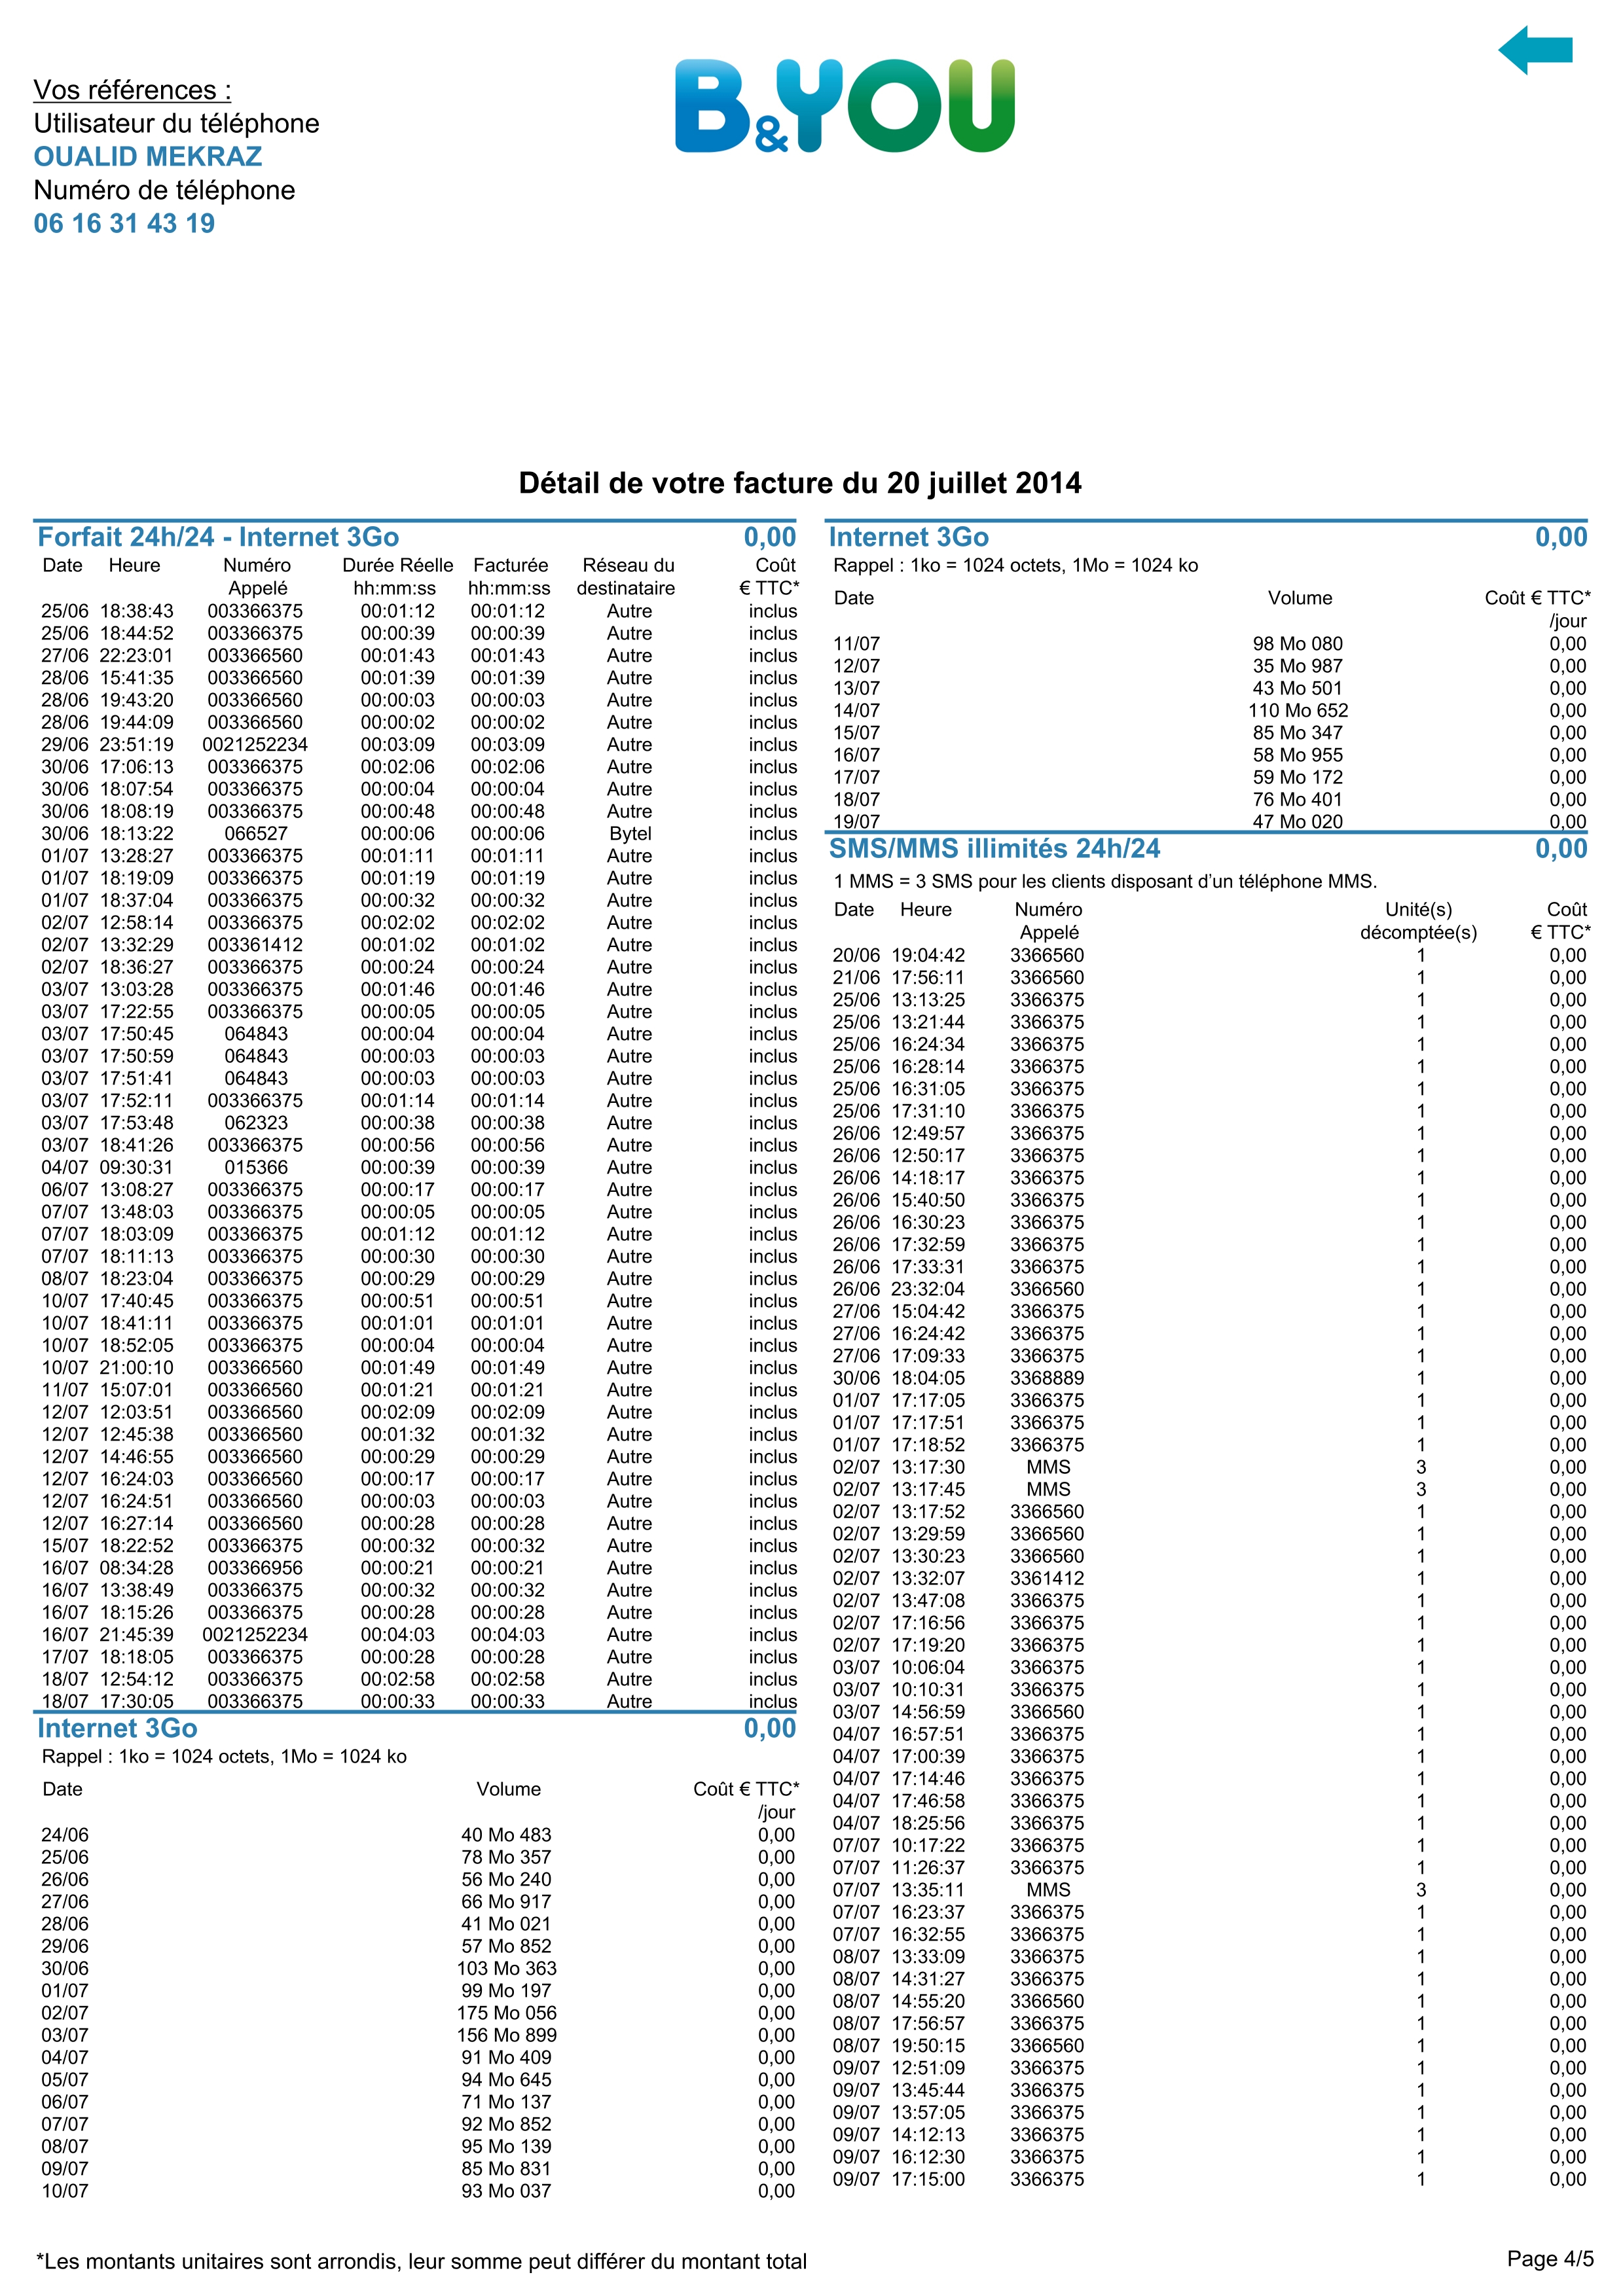 Vos références :
Utilisateur du téléphone
OUALID MEKRAZ
Numéro de téléphone
06 16 31 43 19
B&YOU
Détail de votre facture du 20 juillet 2014
Forfait 24h/24 - Internet 3Go 0,00
Date Heure Numéro Durée Réelle Facturée Réseau du Coût
Appelé hh:mm:ss hh:mm:ss destinataire € TTC*
25/06 18:38:43 003366375 00:01:12 00:01:12 Autre inclus
25/06 18:44:52 003366375 00:00:39 00:00:39 Autre inclus
27/06 22:23:01 003366560 00:01:43 00:01:43 Autre inclus
28/06 15:41:35 003366560 00:01:39 00:01:39 Autre inclus
28/06 19:43:20 003366560 00:00:03 00:00:03 Autre inclus
28/06 19:44:09 003366560 00:00:02 00:00:02 Autre inclus
29/06 23:51:19 0021252234 00:03:09 00:03:09 Autre inclus
30/06 17:06:13 003366375 00:02:06 00:02:06 Autre inclus
30/06 18:07:54 003366375 00:00:04 00:00:04 Autre inclus
30/06 18:08:19 003366375 00:00:48 00:00:48 Autre inclus
30/06 18:13:22 066527 00:00:06 00:00:06 Bytel inclus
01/07 13:28:27 003366375 00:01:11 00:01:11 Autre inclus
01/07 18:19:09 003366375 00:01:19 00:01:19 Autre inclus
01/07 18:37:04 003366375 00:00:32 00:00:32 Autre inclus
02/07 12:58:14 003366375 00:02:02 00:02:02 Autre inclus
02/07 13:32:29 003361412 00:01:02 00:01:02 Autre inclus
02/07 18:36:27 003366375 00:00:24 00:00:24 Autre inclus
03/07 13:03:28 003366375 00:01:46 00:01:46 Autre inclus
03/07 17:22:55 003366375 00:00:05 00:00:05 Autre inclus
03/07 17:50:45 064843 00:00:04 00:00:04 Autre inclus
03/07 17:50:59 064843 00:00:03 00:00:03 Autre inclus
03/07 17:51:41 064843 00:00:03 00:00:03 Autre inclus
03/07 17:52:11 003366375 00:01:14 00:01:14 Autre inclus
03/07 17:53:48 062323 00:00:38 00:00:38 Autre inclus
03/07 18:41:26 003366375 00:00:56 00:00:56 Autre inclus
04/07 09:30:31 015366 00:00:39 00:00:39 Autre inclus
06/07 13:08:27 003366375 00:00:17 00:00:17 Autre inclus
07/07 13:48:03 003366375 00:00:05 00:00:05 Autre inclus
07/07 18:03:09 003366375 00:01:12 00:01:12 Autre inclus
07/07 18:11:13 003366375 00:00:30 00:00:30 Autre inclus
08/07 18:23:04 003366375 00:00:29 00:00:29 Autre inclus
10/07 17:40:45 003366375 00:00:51 00:00:51 Autre inclus
10/07 18:41:11 003366375 00:01:01 00:01:01 Autre inclus
10/07 18:52:05 003366375 00:00:04 00:00:04 Autre inclus
10/07 21:00:10 003366560 00:01:49 00:01:49 Autre inclus
11/07 15:07:01 003366560 00:01:21 00:01:21 Autre inclus
12/07 12:03:51 003366560 00:02:09 00:02:09 Autre inclus
12/07 12:45:38 003366560 00:01:32 00:01:32 Autre inclus
12/07 14:46:55 003366560 00:00:29 00:00:29 Autre inclus
12/07 16:24:03 003366560 00:00:17 00:00:17 Autre inclus
12/07 16:24:51 003366560 00:00:03 00:00:03 Autre inclus
12/07 16:27:14 003366560 00:00:28 00:00:28 Autre inclus
15/07 18:22:52 003366375 00:00:32 00:00:32 Autre inclus
16/07 08:34:28 003366956 00:00:21 00:00:21 Autre inclus
16/07 13:38:49 003366375 00:00:32 00:00:32 Autre inclus
16/07 18:15:26 003366375 00:00:28 00:00:28 Autre inclus
16/07 21:45:39 0021252234 00:04:03 00:04:03 Autre inclus
17/07 18:18:05 003366375 00:00:28 00:00:28 Autre inclus
18/07 12:54:12 003366375 00:02:58 00:02:58 Autre inclus
18/07 17:30:05 003366375 00:00:33 00:00:33 Autre inclus
Internet 3Go 0,00
Rappel : 1ko = 1024 octets, 1Mo = 1024 ko
Date Volume Coût € TTC*
/jour
24/06 40 Mo 483 0,00
25/06 78 Mo 357 0,00
26/06 56 Mo 240 0,00
27/06 66 Mo 917 0,00
28/06 41 Mo 021 0,00
29/06 57 Mo 852 0,00
30/06 103 Mo 363 0,00
01/07 99 Mo 197 0,00
02/07 175 Mo 056 0,00
03/07 156 Mo 899 0,00
04/07 91 Mo 409 0,00
05/07 94 Mo 645 0,00
06/07 71 Mo 137 0,00
07/07 92 Mo 852 0,00
08/07 95 Mo 139 0,00
09/07 85 Mo 831 0,00
10/07 93 Mo 037 0,00
Internet 3Go 0,00
Rappel : 1ko = 1024 octets, 1Mo = 1024 ko
Date Volume Coût € TTC*
/jour
11/07 98 Mo 080 0,00
12/07 35 Mo 987 0,00
13/07 43 Mo 501 0,00
14/07 110 Mo 652 0,00
15/07 85 Mo 347 0,00
16/07 58 Mo 955 0,00
17/07 59 Mo 172 0,00
18/07 76 Mo 401 0,00
19/07 47 Mo 020 0,00
SMS/MMS illimités 24h/24 0,00
1 MMS = 3 SMS pour les clients disposant d'un téléphone MMS.
Date Heure Numéro Unité(s) Coût
Appelé décomptée(s) € TTC*
20/06 19:04:42 3366560 1 0,00
21/06 17:56:11 3366560 1 0,00
25/06 13:13:25 3366375 1 0,00
25/06 13:21:44 3366375 1 0,00
25/06 16:24:34 3366375 1 0,00
25/06 16:28:14 3366375 1 0,00
25/06 16:31:05 3366375 1 0,00
25/06 17:31:10 3366375 1 0,00
26/06 12:49:57 3366375 1 0,00
26/06 12:50:17 3366375 1 0,00
26/06 14:18:17 3366375 1 0,00
26/06 15:40:50 3366375 1 0,00
26/06 16:30:23 3366375 1 0,00
26/06 17:32:59 3366375 1 0,00
26/06 17:33:31 3366375 1 0,00
26/06 23:32:04 3366560 1 0,00
27/06 15:04:42 3366375 1 0,00
27/06 16:24:42 3366375 1 0,00
27/06 17:09:33 3366375 1 0,00
30/06 18:04:05 3368889 1 0,00
01/07 17:17:05 3366375 1 0,00
01/07 17:17:51 3366375 1 0,00
01/07 17:18:52 3366375 1 0,00
02/07 13:17:30 MMS 3 0,00
02/07 13:17:45 MMS 3 0,00
02/07 13:17:52 3366560 1 0,00
02/07 13:29:59 3366560 1 0,00
02/07 13:30:23 3366560 1 0,00
02/07 13:32:07 3361412 1 0,00
02/07 13:47:08 3366375 1 0,00
02/07 17:16:56 3366375 1 0,00
02/07 17:19:20 3366375 1 0,00
03/07 10:06:04 3366375 1 0,00
03/07 10:10:31 3366375 1 0,00
03/07 14:56:59 3366560 1 0,00
04/07 16:57:51 3366375 1 0,00
04/07 17:00:39 3366375 1 0,00
04/07 17:14:46 3366375 1 0,00
04/07 17:46:58 3366375 1 0,00
04/07 18:25:56 3366375 1 0,00
07/07 10:17:22 3366375 1 0,00
07/07 11:26:37 3366375 1 0,00
07/07 13:35:11 MMS 3 0,00
07/07 16:23:37 3366375 1 0,00
07/07 16:32:55 3366375 1 0,00
08/07 13:33:09 3366375 1 0,00
08/07 14:31:27 3366375 1 0,00
08/07 14:55:20 3366560 1 0,00
08/07 17:56:57 3366375 1 0,00
08/07 19:50:15 3366560 1 0,00
09/07 12:51:09 3366375 1 0,00
09/07 13:45:44 3366375 1 0,00
09/07 13:57:05 3366375 1 0,00
09/07 14:12:13 3366375 1 0,00
09/07 16:12:30 3366375 1 0,00
09/07 17:15:00 3366375 1 0,00
*Les montants unitaires sont arrondis, leur somme peut différer du montant total
Page 4/5